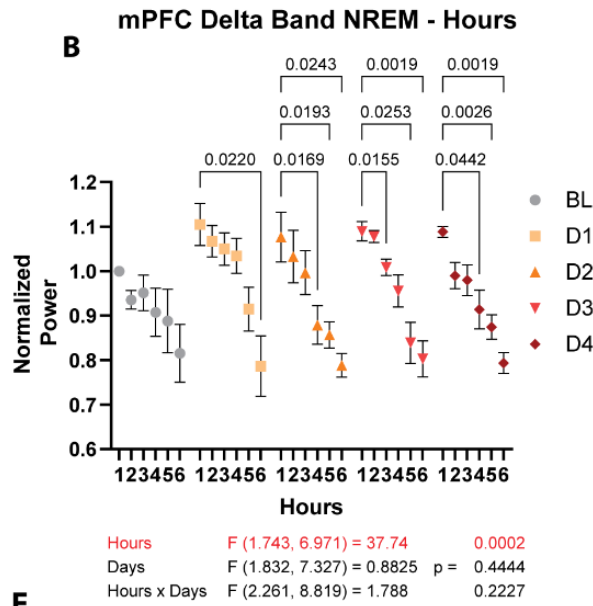 mPFC Delta Band NREM - Hours
B
0.0243 0.0019 0.0019
0.0193 0.0253 0.0026
0.0220 0.0169 0.0155 0.0442
1.2
1.1
1.0
0.9
0.8
0.7
0.6
Normalized
Power
BL
D1
D2
D3
D4
123456 123456 123456 123456 123456
Hours
Hours F (1.743, 6.971) = 37.74 0.0002
Days F (1.832, 7.327) = 0.8825 p = 0.4444
Hours x Days F (2.261, 8.819) = 1.788 0.2227